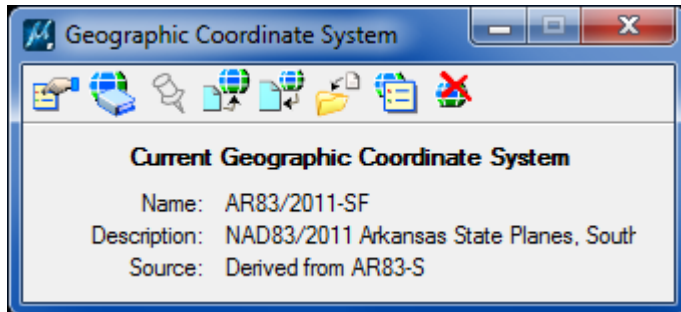 Geographic Coordinate System
Current Geographic Coordinate System
Name: AR83/2011-SF
Description: NAD83/2011 Arkansas State Planes, South
Source: Derived from AR83-S